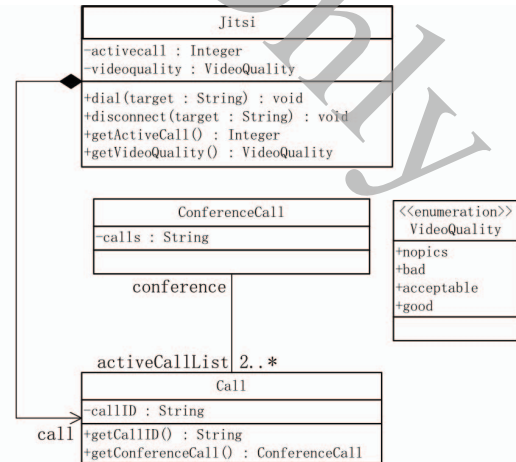 Jitsi
-activecall : Integer
-videoquality : VideoQuality
+dial(target : String) : void
+disconnect(target : String) : void
+getActiveCall() : Integer
+getVideoQuality() : VideoQuality
ConferenceCall
-calls : String
<<enumeration>>
VideoQuality
+nopics
+bad
+acceptable
+good
conference
activeCallList 2..*
Call
-callID : String
call
+getCallID() : String
+getConferenceCall() : ConferenceCall
only